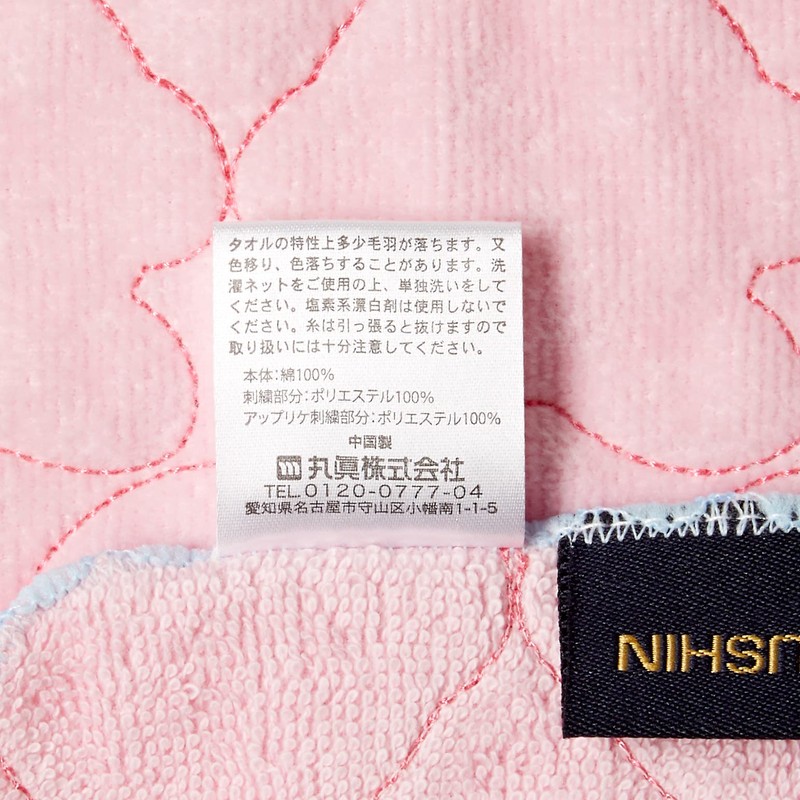 タオルの特性上多少毛羽が落ちます。又
色移り、色落ちすることがあります。洗
濯ネットをご使用の上、単独洗いをして
ください。塩素系漂白剤は使用しないで
ください。糸は引っ張ると抜けますので
取り扱いには十分注意してください。
本体：綿100％
刺繍部分：ポリエステル100％
アップリケ刺繍部分：ポリエステル100％
中国製
丸眞株式会社
TEL.0120-0777-04
愛知県名古屋市守山区小幡南1-1-5